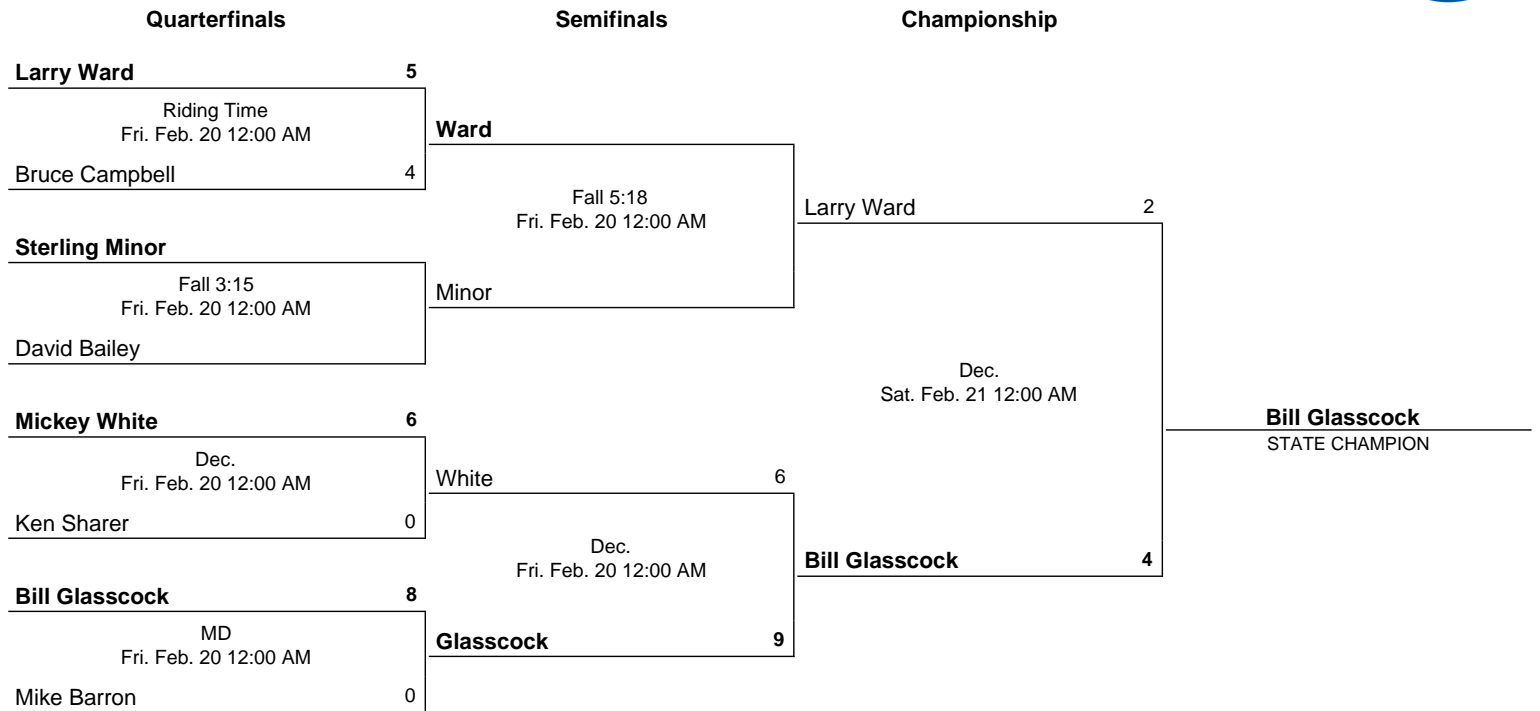 Quarterfinals
Semifinals
Championship
Larry Ward 5
Riding Time
Fri. Feb. 20 12:00 AM
Bruce Campbell 4
Sterling Minor
Fall 3:15
Fri. Feb. 20 12:00 AM
David Bailey
Mickey White 6
Dec.
Fri. Feb. 20 12:00 AM
Ken Sharer 0
Bill Glasscock 8
MD
Fri. Feb. 20 12:00 AM
Mike Barron 0
Ward
Fall 5:18
Fri. Feb. 20 12:00 AM
Minor
White 6
Dec.
Fri. Feb. 20 12:00 AM
Glasscock 9
Larry Ward 2
Dec.
Sat. Feb. 21 12:00 AM
Bill Glasscock 4
Bill Glasscock
STATE CHAMPION